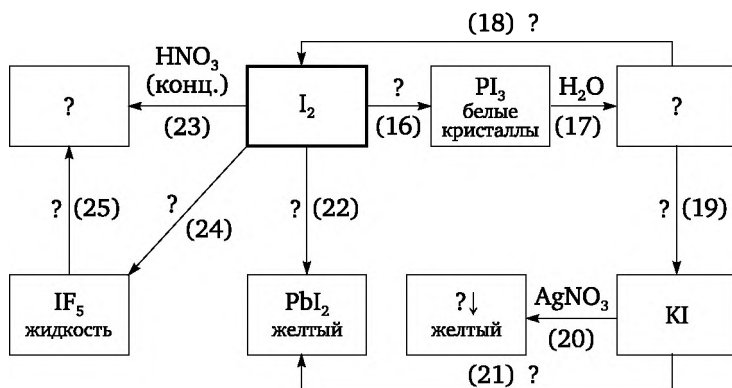 (18) ?
HNO₃
(конц.)
?
(23)
I₂
?
(16)
PI₃
белые
кристаллы
H₂O
(17)
?
? (25)
?
(24)
? (22)
? (19)
IF₅
жидкость
PbI₂
желтый
?↓
желтый
AgNO₃
(20)
KI
(21) ?